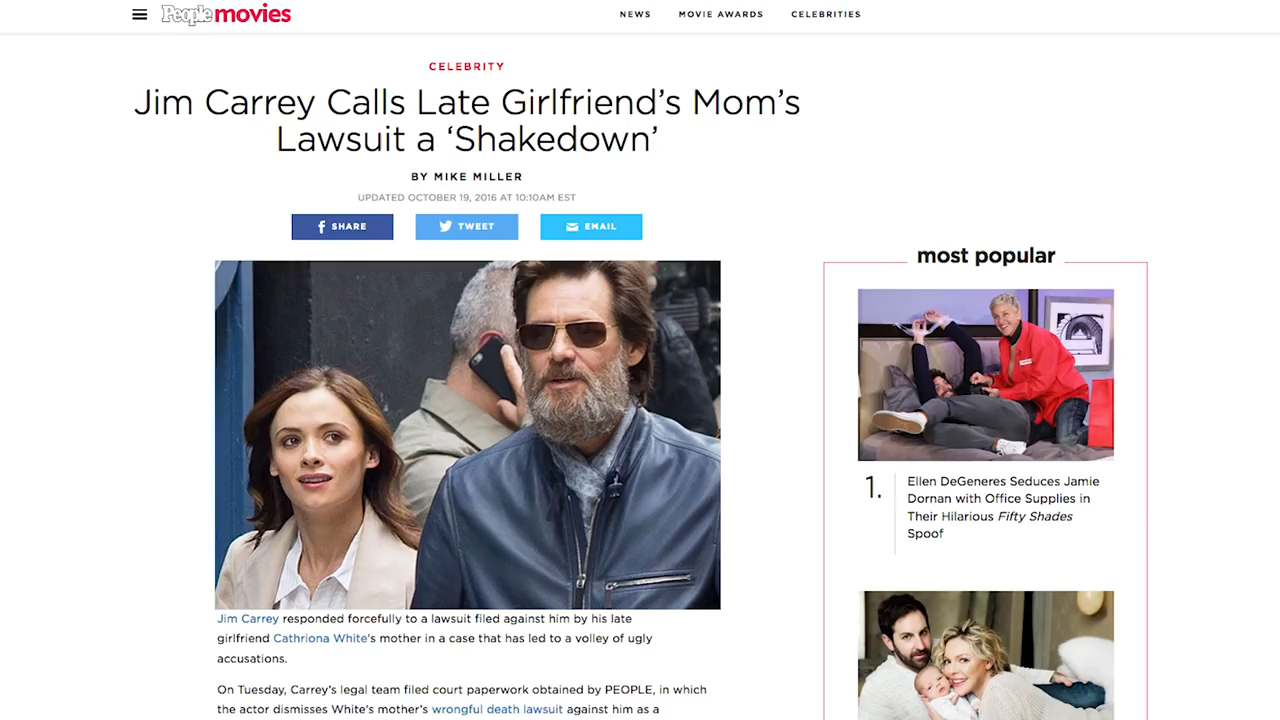 People movies
NEWS MOVIE AWARDS CELEBRITIES
CELEBRITY
Jim Carrey Calls Late Girlfriend's Mom's
Lawsuit a ‘Shakedown’
BY MIKE MILLER
UPDATED OCTOBER 19, 2016 AT 10:10AM EST
SHARE TWEET EMAIL
Jim Carrey responded forcefully to a lawsuit filed against him by his late
girlfriend Cathriona White's mother in a case that has led to a volley of ugly
accusations.
On Tuesday, Carrey's legal team filed court paperwork obtained by PEOPLE, in which
the actor dismisses White's mother's wrongful death lawsuit against him as a
most popular
1.
Ellen DeGeneres Seduces Jamie
Dornan with Office Supplies in
Their Hilarious Fifty Shades
Spoof